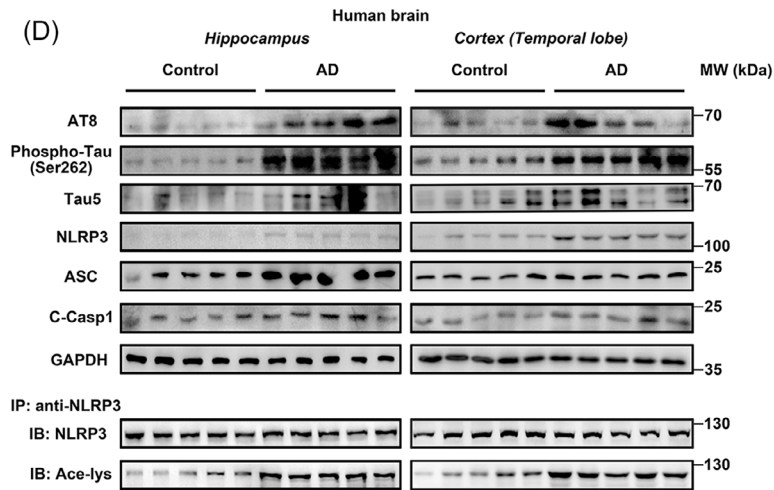 (D)
Human brain
Hippocampus Cortex (Temporal lobe)
Control AD Control AD MW (kDa)
AT8 70
Phospho-Tau
(Ser262) 55
Tau5 70
NLRP3 100
ASC 25
C-Casp1 25
GAPDH 35
IP: anti-NLRP3
IB: NLRP3 130
IB: Ace-lys 130